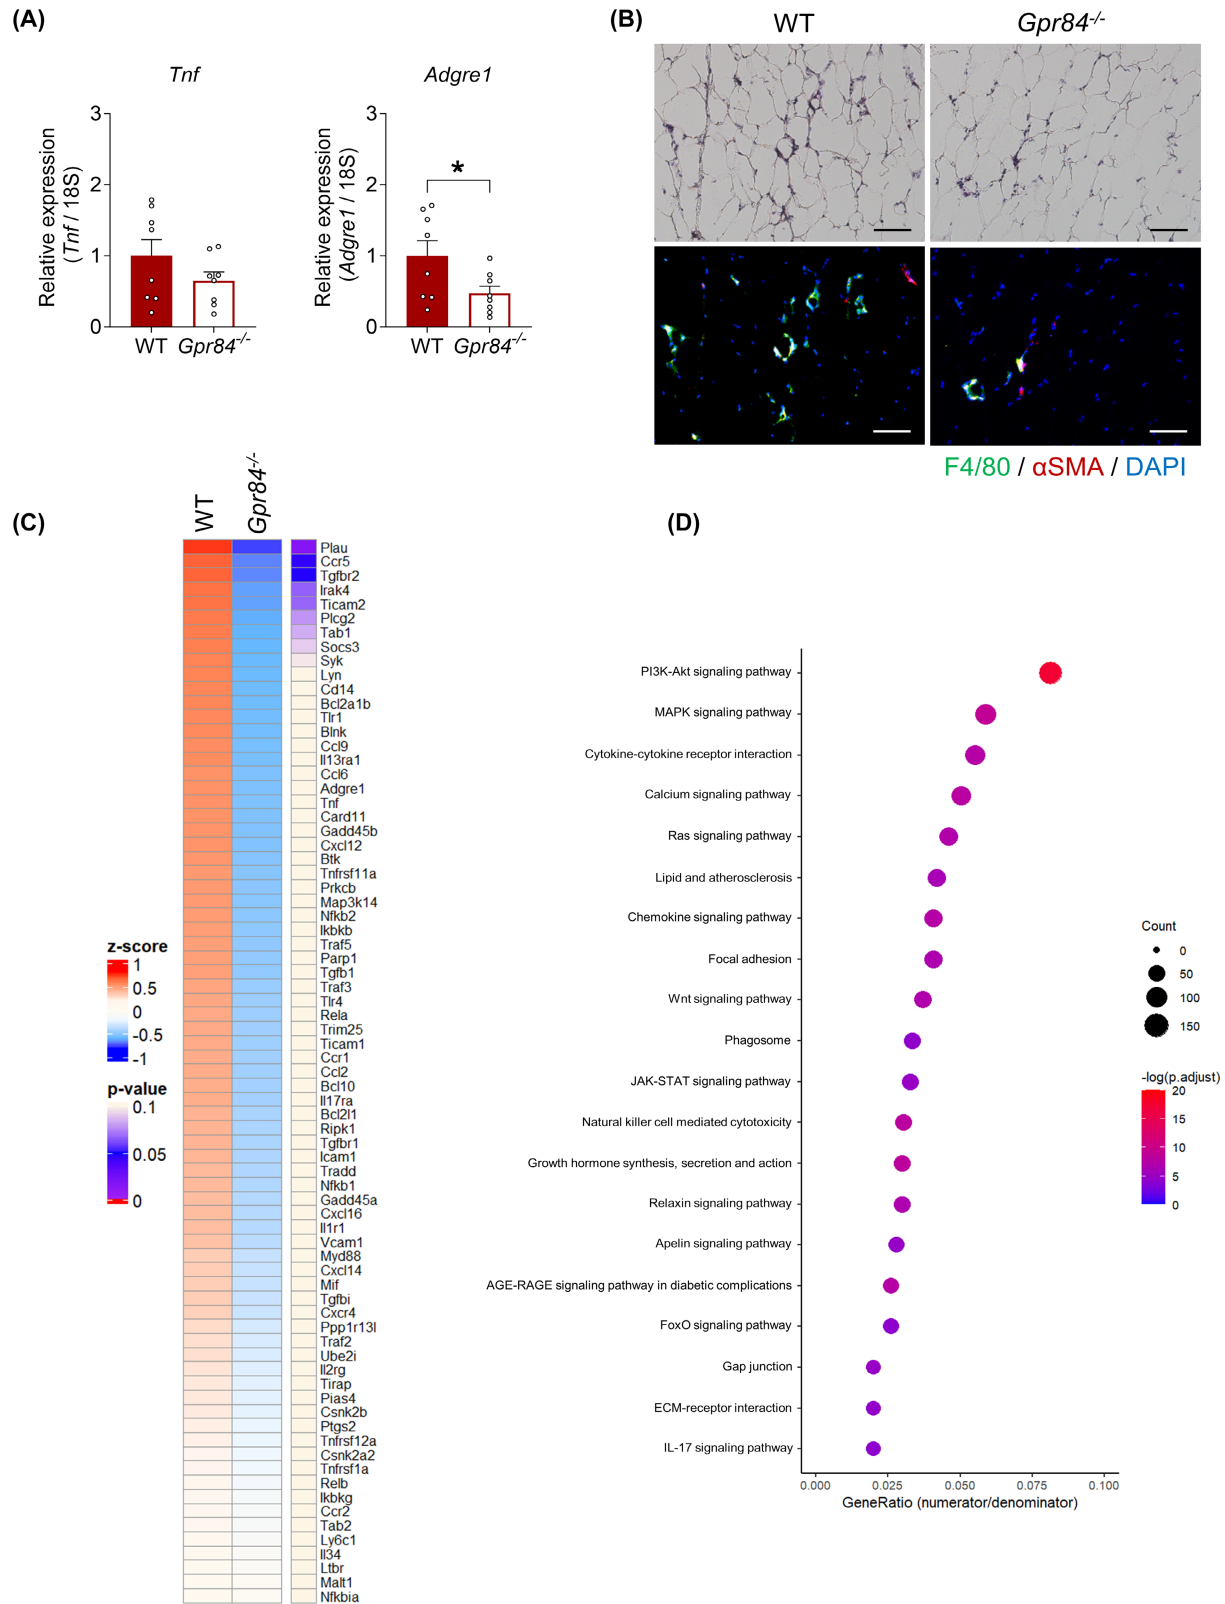 (A)
Tnf
Relative expression
(Tnf / 18S)
3
2
1
0
WT Gpr84-/-
Adgre1
Relative expression
(Adgre1 / 18S)
3
2
1
0
*
WT Gpr84-/-
(B)
WT Gpr84-/-
F4/80 / αSMA / DAPI
(C)
WT
Gpr84-/-
Plau
Ccr5
Tgfbr2
Irak4
Ticam2
Plcg2
Tab1
Socs3
Syk
Lyn
Cd14
Bcl2a1b
Tlr1
Blnk
Ccl9
Il13ra1
Ccl6
Adgre1
Tnf
Card11
Gadd45b
Cxcl12
Btk
Tnfrsf11a
Prkcb
Map3k14
Nfkb2
Ikbkb
Traf5
Parp1
Tgfb1
Traf3
Tlr4
Rela
Trim25
Ticam1
Ccr1
Ccl2
Bcl10
Il17ra
Bcl2l1
Ripk1
Tgfbr1
Icam1
Tradd
Nfkb1
Gadd45a
Cxcl16
Il1r1
Vcam1
Myd88
Cxcl14
Mif
Tgfbi
Cxcr4
Ppp1r13l
Traf2
Ube2i
Il2rg
Tirap
Pias4
Csnk2b
Ptgs2
Tnfrsf12a
Csnk2a2
Tnfrsf1a
Relb
Ikbkg
Ccr2
Tab2
Ly6c1
Il34
Ltbr
Malt1
Nfkbia
z-score
1
0.5
0
-0.5
-1
p-value
0.1
0.05
0
(D)
PI3K-Akt signaling pathway
MAPK signaling pathway
Cytokine-cytokine receptor interaction
Calcium signaling pathway
Ras signaling pathway
Lipid and atherosclerosis
Chemokine signaling pathway
Focal adhesion
Wnt signaling pathway
Phagosome
JAK-STAT signaling pathway
Natural killer cell mediated cytotoxicity
Growth hormone synthesis, secretion and action
Relaxin signaling pathway
Apelin signaling pathway
AGE-RAGE signaling pathway in diabetic complications
FoxO signaling pathway
Gap junction
ECM-receptor interaction
IL-17 signaling pathway
0.000 0.025 0.050 0.075 0.100
GeneRatio (numerator/denominator)
Count
0
50
100
150
-log(p.adjust)
20
15
10
5
0